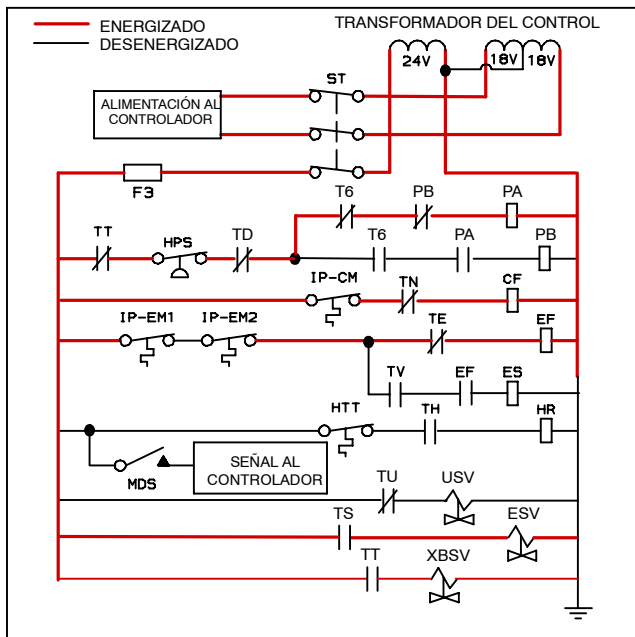 ENERGIZADO
DESENERGIZADO
TRANSFORMADOR DEL CONTROL
24V
18V 18V
ST
ALIMENTACIÓN AL
CONTROLADOR
F3
T6 PB PA
TT HPS TD
T6 PA PB
IP-CM TN CF
IP-EM1 IP-EM2
TE EF
TV EF ES
HTT TH HR
MDS
SEÑAL AL
CONTROLADOR
TU USV
TS ESV
TT XBSV